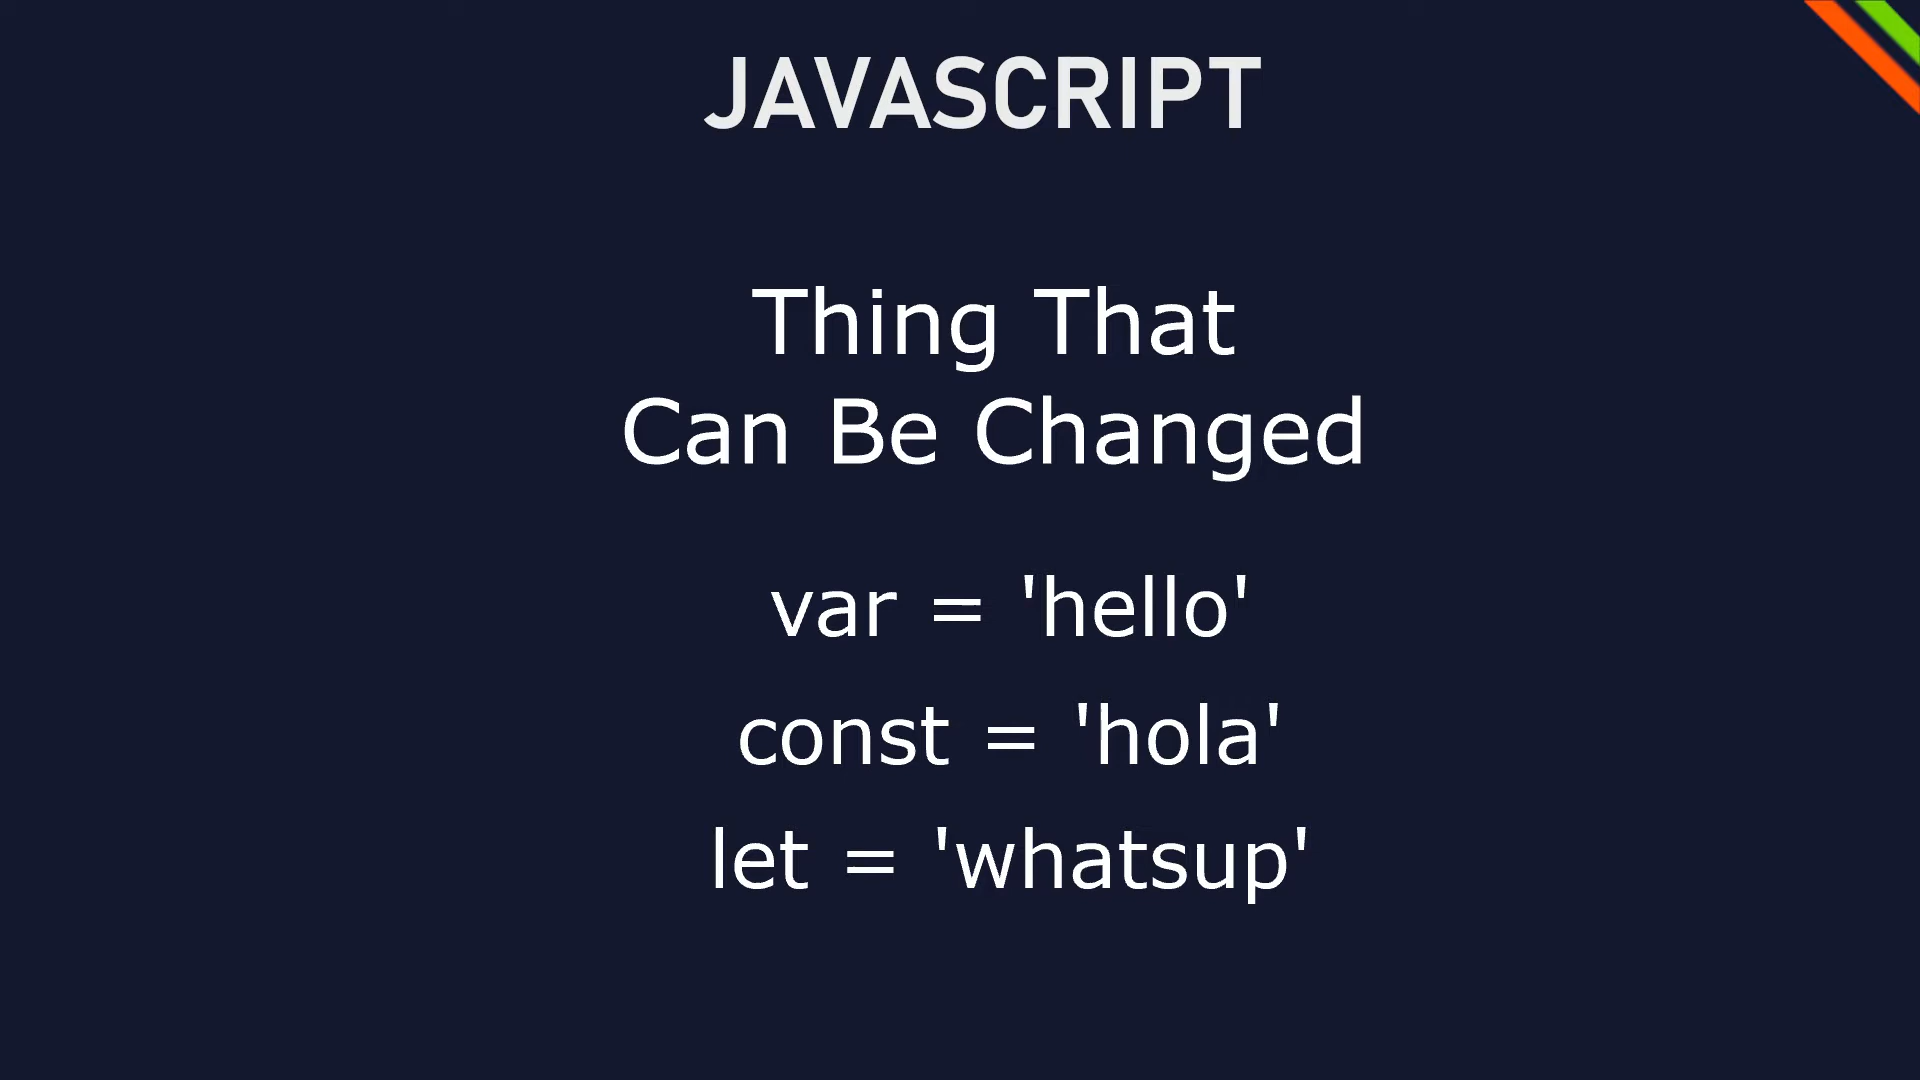 JAVASCRIPT
Thing That
Can Be Changed
var = 'hello'
const = 'hola'
let = 'whatsup'